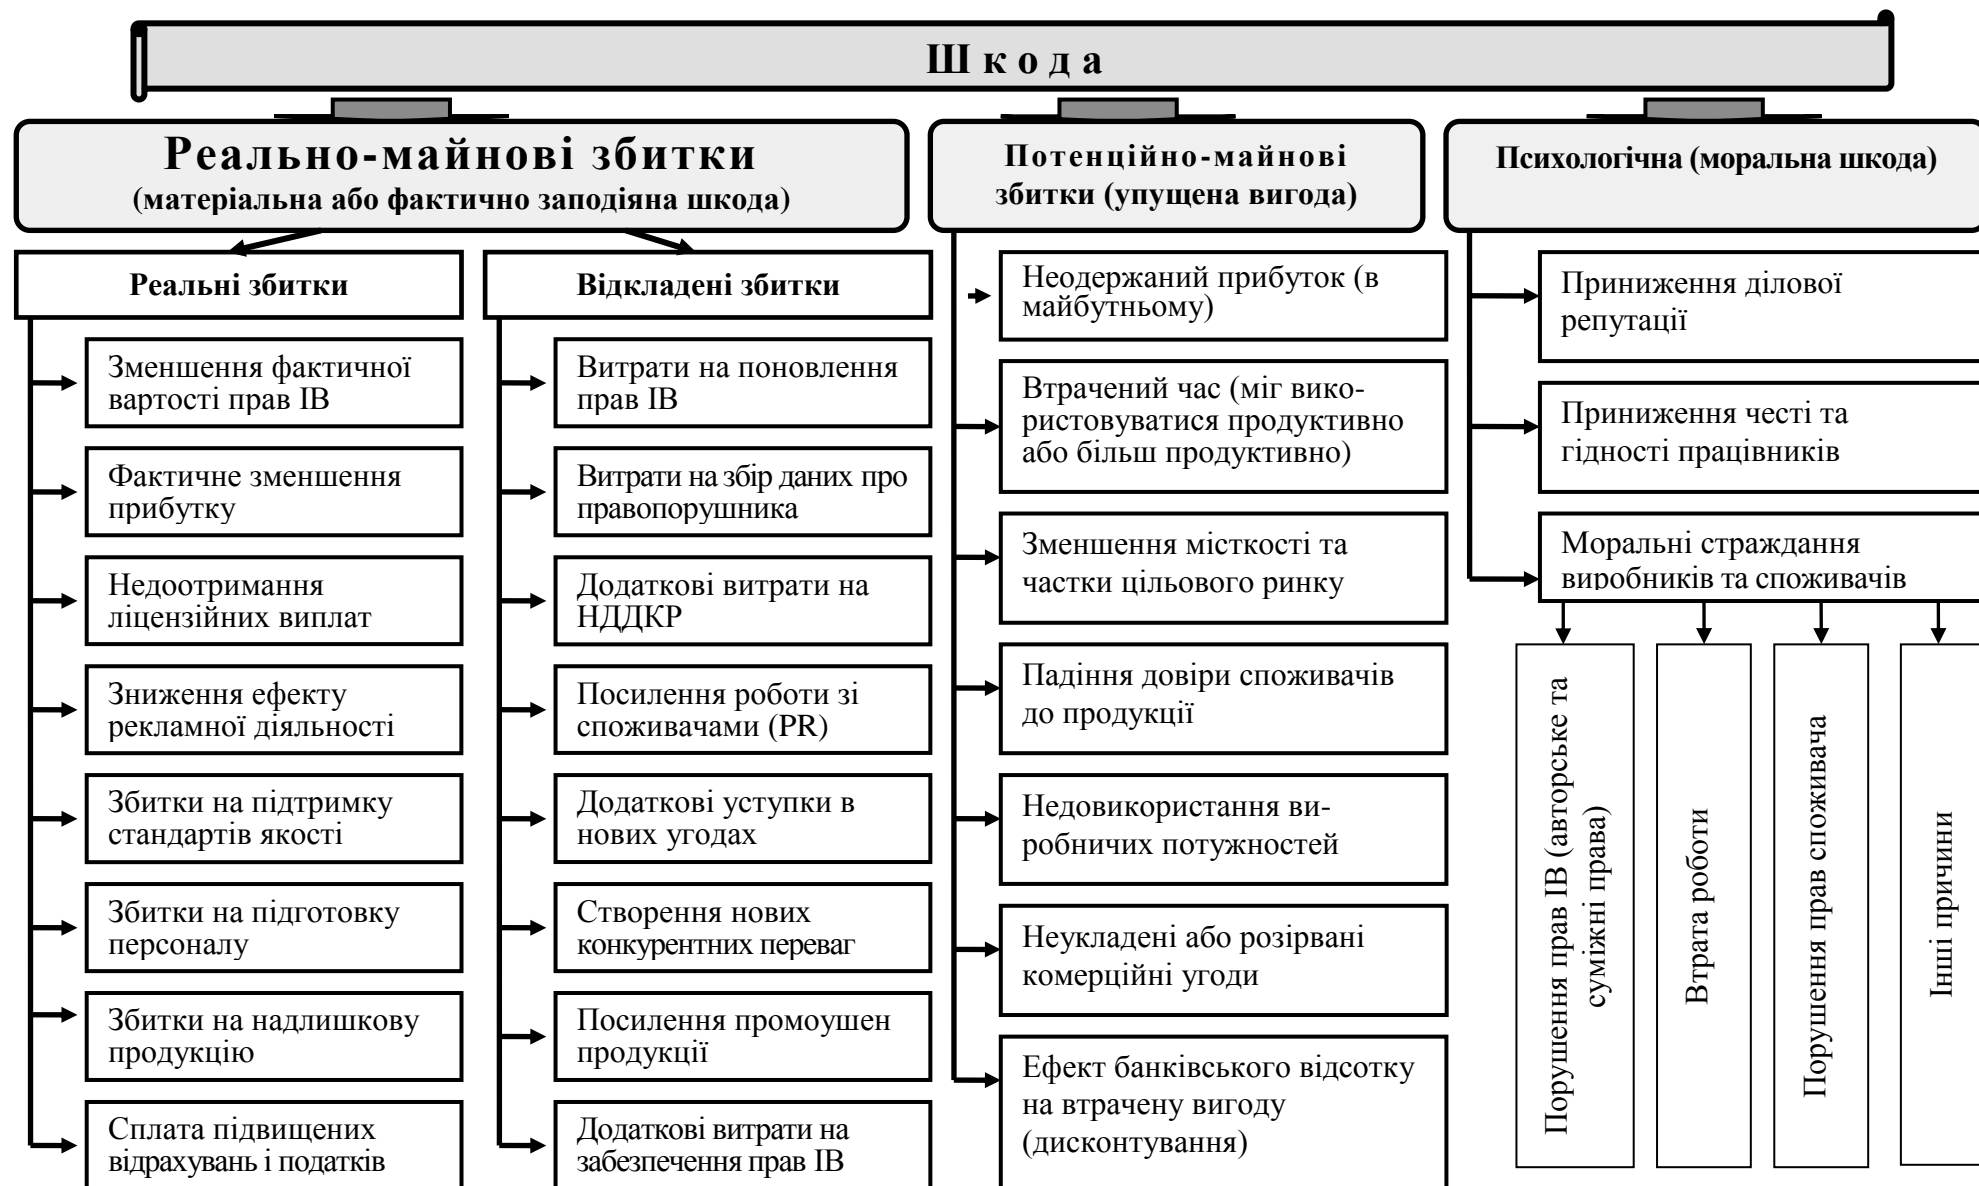 Шкода
Реально-майнові збитки
(матеріальна або фактично заподіяна шкода)
Реальні збитки
Зменшення фактичної
вартості прав ІВ
Фактичне зменшення
прибутку
Недоотримання
ліцензійних виплат
Зниження ефекту
рекламної діяльності
Збитки на підтримку
стандартів якості
Збитки на підготовку
персоналу
Збитки на надлишкову
продукцію
Сплата підвищених
відрахувань і податків
Відкладені збитки
Витрати на поновлення
прав ІВ
Витрати на збір даних про
правопорушника
Додаткові витрати на
НДДКР
Посилення роботи зі
споживачами (PR)
Додаткові уступки в
нових угодах
Створення нових
конкурентних переваг
Посилення промоушен
продукції
Додаткові витрати на
забезпечення прав ІВ
Потенційно-майнові
збитки (упущена вигода)
Неодержаний прибуток (в
майбутньому)
Втрачений час (міг вико-
ристовуватися продуктивно
або більш продуктивно)
Зменшення місткості та
частки цільового ринку
Падіння довіри споживачів
до продукції
Недовикористання ви-
робничих потужностей
Неукладені або розірвані
комерційні угоди
Ефект банківського відсотку
на втрачену вигоду
(дисконтування)
Психологічна (моральна шкода)
Приниження ділової
репутації
Приниження честі та
гідності працівників
Моральні страждання
виробників та споживачів
Порушення прав ІВ (авторське та
суміжні права)
Втрата роботи
Порушення прав споживача
Інші причини